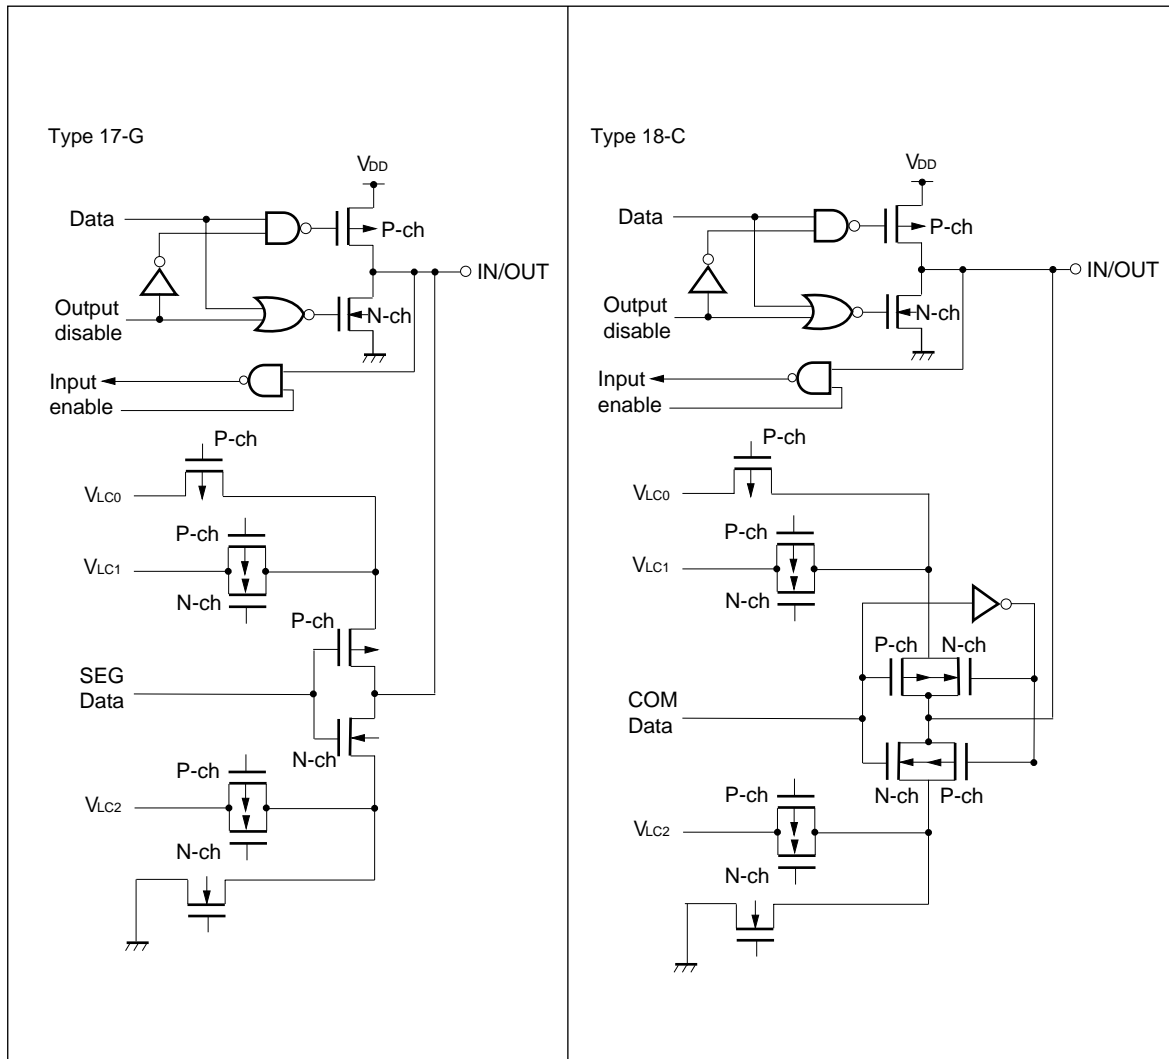 Type 17-G
VDD
Data
P-ch
IN/OUT
Output
disable
N-ch
Input
enable
P-ch
VLC0
P-ch
VLC1
N-ch
P-ch
SEG
Data
N-ch
P-ch
VLC2
N-ch
Type 18-C
VDD
Data
P-ch
IN/OUT
Output
disable
N-ch
Input
enable
P-ch
VLC0
P-ch
VLC1
N-ch
P-ch N-ch
COM
Data
N-ch P-ch
P-ch
VLC2
N-ch